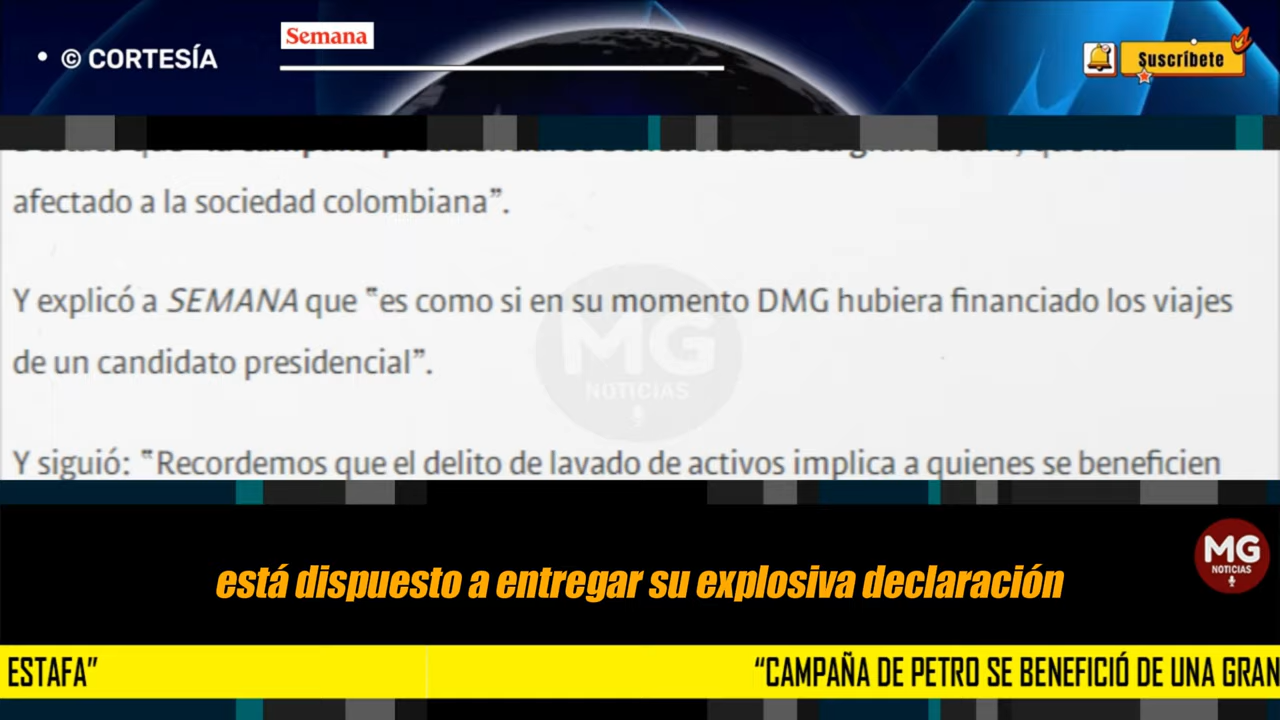 • © CORTESÍA
Semana
Suscríbete
afectado a la sociedad colombiana”.
Y explicó a SEMANA que “es como si en su momento DMG hubiera financiado los viajes
de un candidato presidencial”.
Y siguió: “Recordemos que el delito de lavado de activos implica a quienes se beneficien
MG
NOTICIAS
está dispuesto a entregar su explosiva declaración
MG
NOTICIAS
ESTAFA” “CAMPAÑA DE PETRO SE BENEFICIÓ DE UNA GRAN